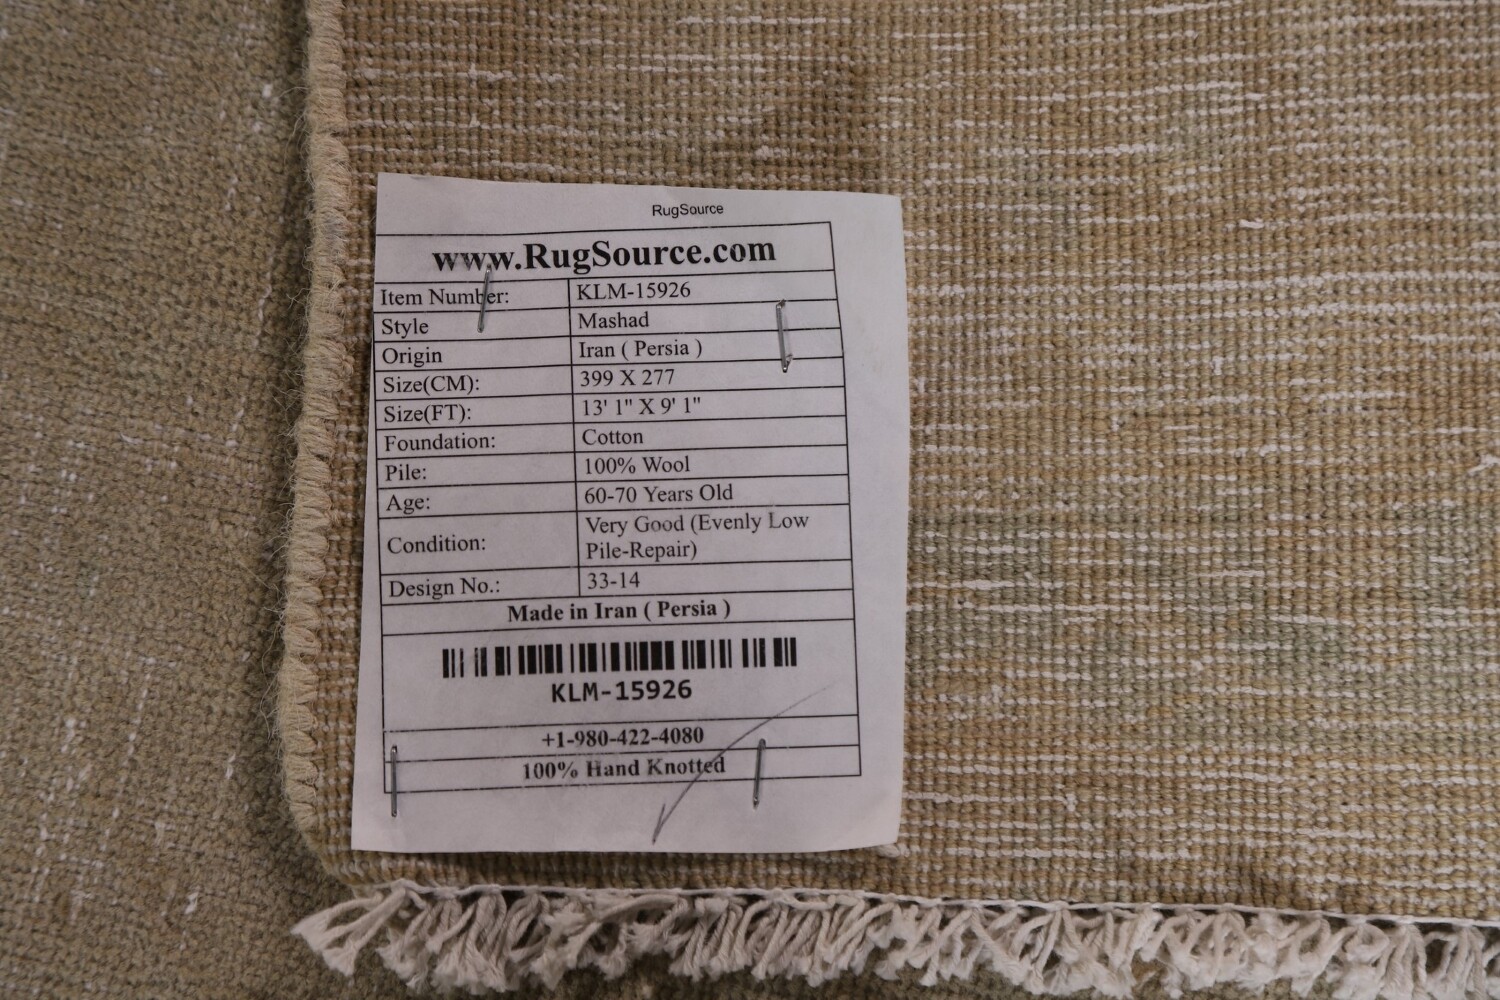 RugSource
www.RugSource.com
Item Number: KLM-15926
Style Mashad
Origin Iran ( Persia )
Size(CM): 399 X 277
Size(FT): 13' 1" X 9' 1"
Foundation: Cotton
Pile: 100% Wool
Age: 60-70 Years Old
Condition: Very Good (Evenly Low
Pile-Repair)
Design No.: 33-14
Made in Iran ( Persia )
KLM-15926
+1-980-422-4080
100% Hand Knotted